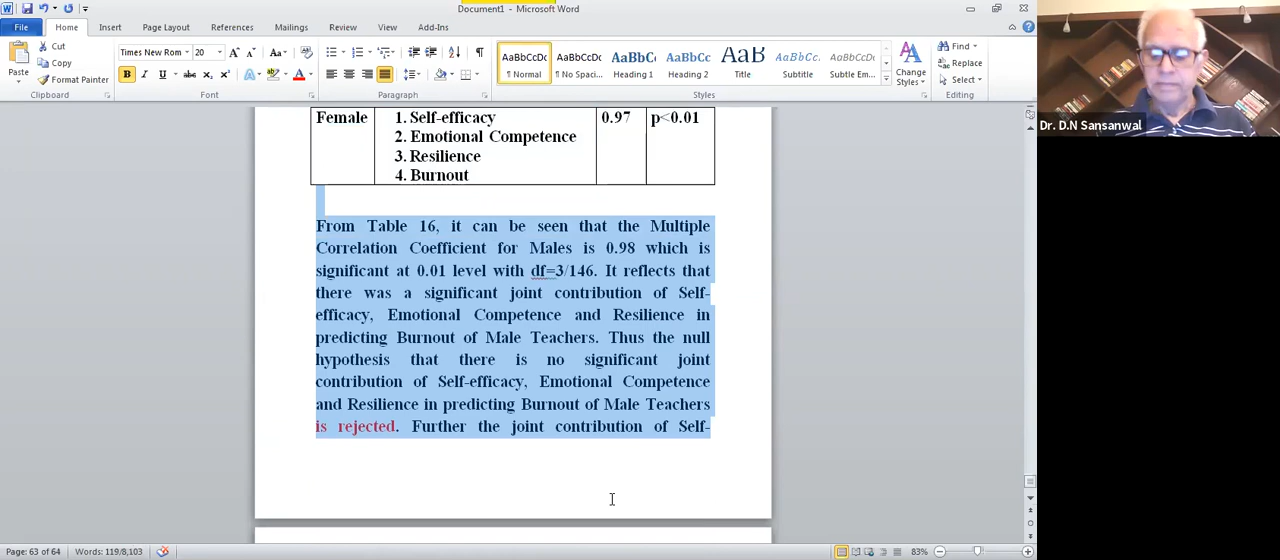 Document1 - Microsoft Word
File Home Insert Page Layout References Mailings Review View Add-Ins
Cut
Copy
Format Painter
Paste
Clipboard
Times New Rom 20
Font
Paragraph
AaBbCcDc AaBbCcDc AaBbC( AaBbCc AaB AaBbCc. AaBbCcDc
¶ Normal ¶ No Spaci... Heading 1 Heading 2 Title Subtitle Subtle Em...
Styles
Change Styles
Find
Replace
Select
Editing
Dr. D.N Sansanwal
Female 1. Self-efficacy 0.97 p<0.01
2. Emotional Competence
3. Resilience
4. Burnout
From Table 16, it can be seen that the Multiple
Correlation Coefficient for Males is 0.98 which is
significant at 0.01 level with df=3/146. It reflects that
there was a significant joint contribution of Self-
efficacy, Emotional Competence and Resilience in
predicting Burnout of Male Teachers. Thus the null
hypothesis that there is no significant joint
contribution of Self-efficacy, Emotional Competence
and Resilience in predicting Burnout of Male Teachers
is rejected. Further the joint contribution of Self-
Page: 63 of 64 Words: 119/8,103 83%